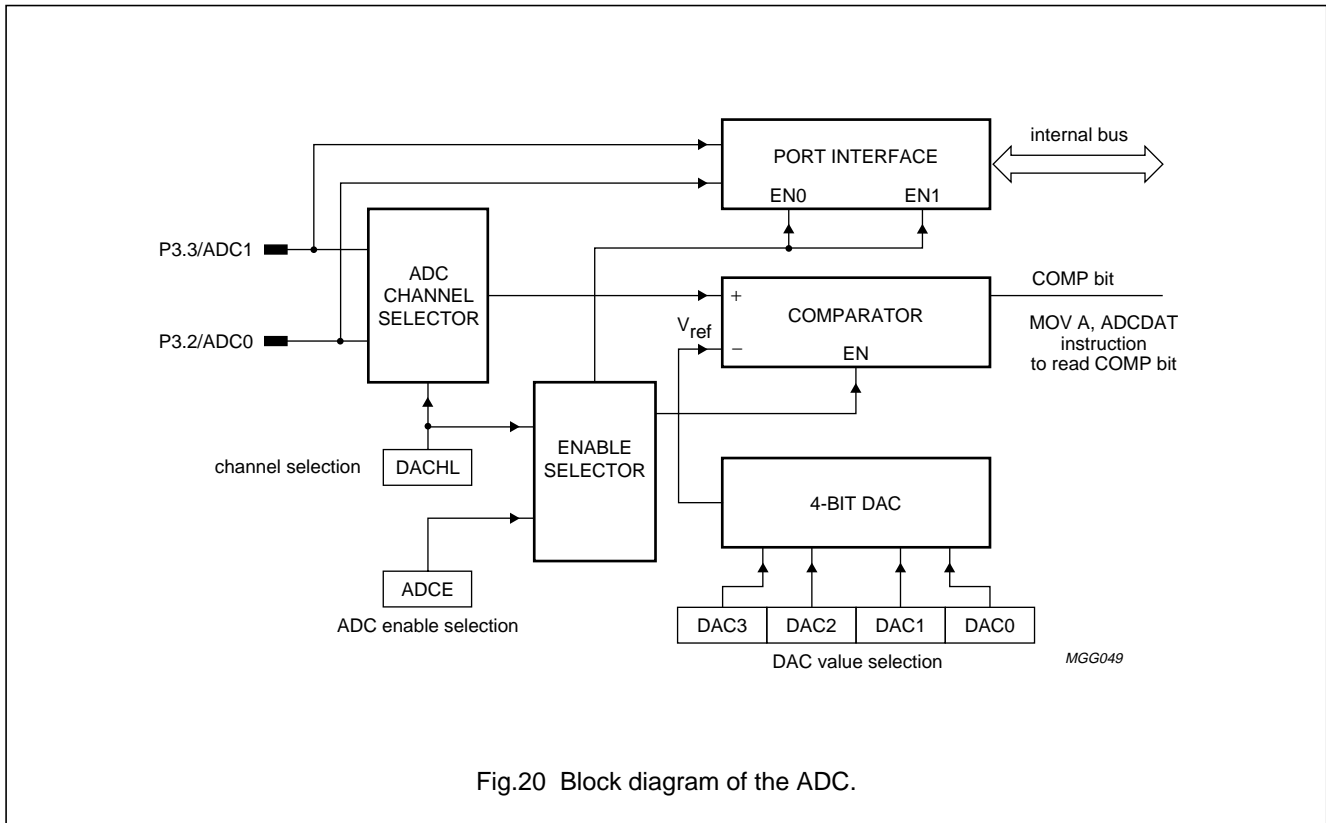 internal bus
PORT INTERFACE
EN0
EN1
P3.3/ADC1
P3.2/ADC0
ADC
CHANNEL
SELECTOR
+
Vref
−
COMPARATOR
EN
COMP bit
MOV A, ADCDAT
instruction
to read COMP bit
channel selection
DACHL
ENABLE
SELECTOR
4-BIT DAC
ADCE
ADC enable selection
DAC3
DAC2
DAC1
DAC0
DAC value selection
MGG049
Fig.20 Block diagram of the ADC.